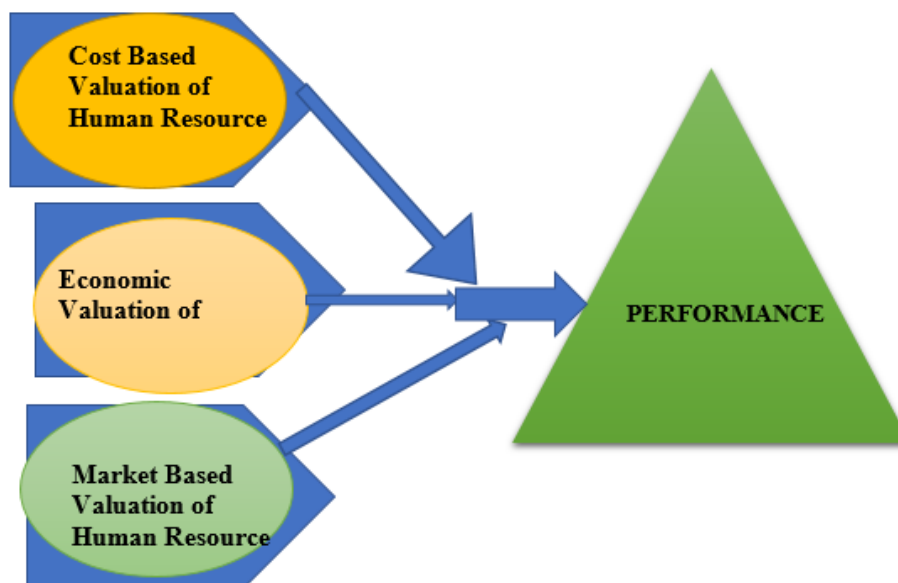 Cost Based
Valuation of
Human Resource
Economic
Valuation of
Market Based
Valuation of
Human Resource
PERFORMANCE